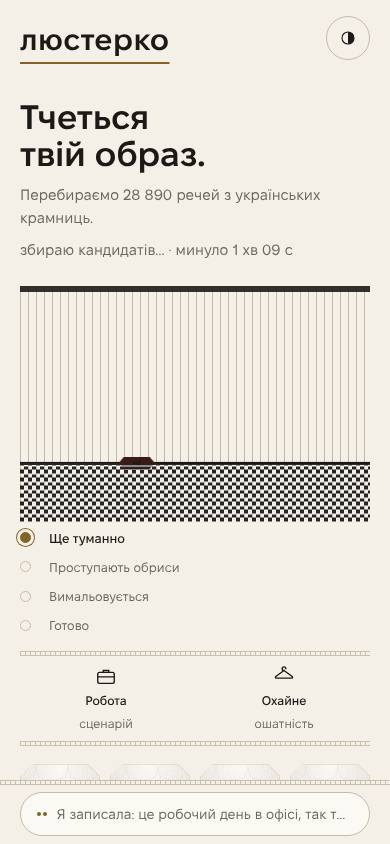 люстерко
Тчеться
твій образ.
Перебираємо 28 890 речей з українських
крамниць.
збираю кандидатів… · минуло 1 хв 09 с
Ще туманно
Проступають обриси
Вимальовується
Готово
Робота
Охайне
сценарій
ошатність
Я записала: це робочий день в офісі, так т…